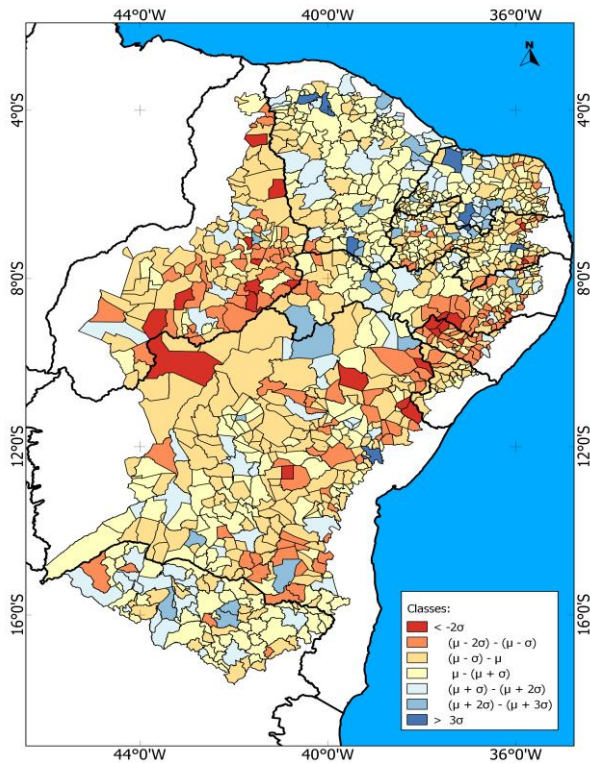 44°0'W 40°0'W 36°0'W
N
4°0'S 4°0'S
8°0'S 8°0'S
12°0'S 12°0'S
16°0'S 16°0'S
Classes:
< -2σ
(μ - 2σ) - (μ - σ)
(μ - σ) - μ
μ - (μ + σ)
(μ + σ) - (μ + 2σ)
(μ + 2σ) - (μ + 3σ)
> 3σ
44°0'W 40°0'W 36°0'W